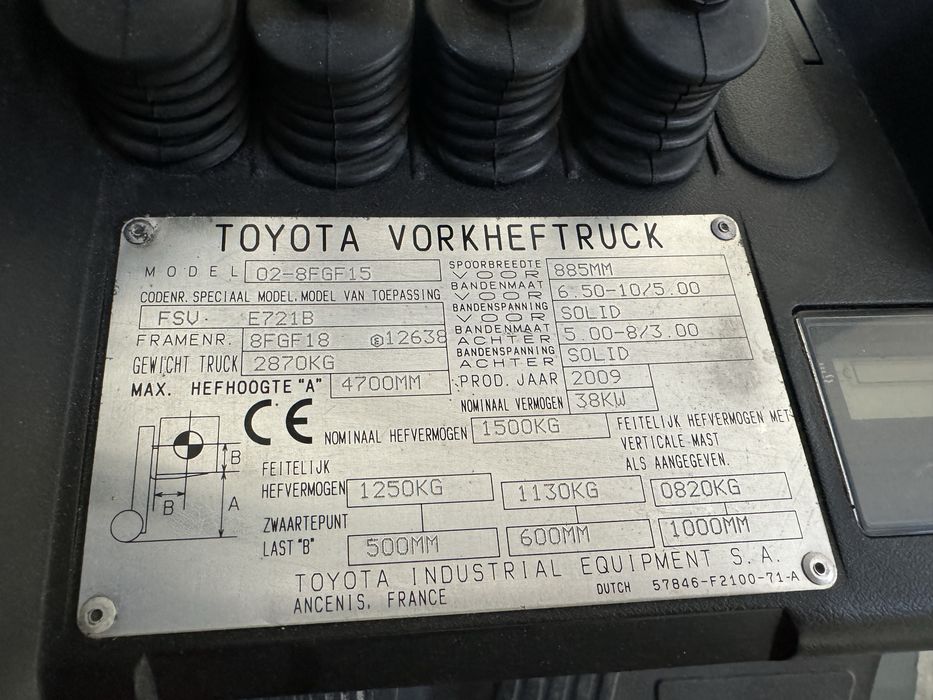 TOYOTA VORKHEFTRUCK
MODEL 02-8FGF15
CODENR. SPECIAAL MODEL. MODEL VAN TOEPASSING
FSV. E721B
FRAMENR. 8FGF18 Ⓢ12638
GEWICHT TRUCK 2870KG
MAX. HEFHOOGTE "A" 4700MM
SPOORBREEDTE VOOR 885MM
BANDENMAAT VOOR 6.50-10/5.00
BANDENSPANNING VOOR SOLID
BANDENMAAT ACHTER 5.00-8/3.00
BANDENSPANNING ACHTER SOLID
PROD. JAAR 2009
NOMINAAL VERMOGEN 38KW
CE NOMINAAL HEFVERMOGEN 1500KG
FEITELIJK HEFVERMOGEN MET
VERTICALE MAST
ALS AANGEGEVEN.
B
B
A
FEITELIJK
HEFVERMOGEN 1250KG 1130KG 0820KG
ZWAARTEPUNT
LAST "B" 500MM 600MM 1000MM
TOYOTA INDUSTRIAL EQUIPMENT S.A.
ANCENIS, FRANCE
DUTCH 57846-F2100-71-A